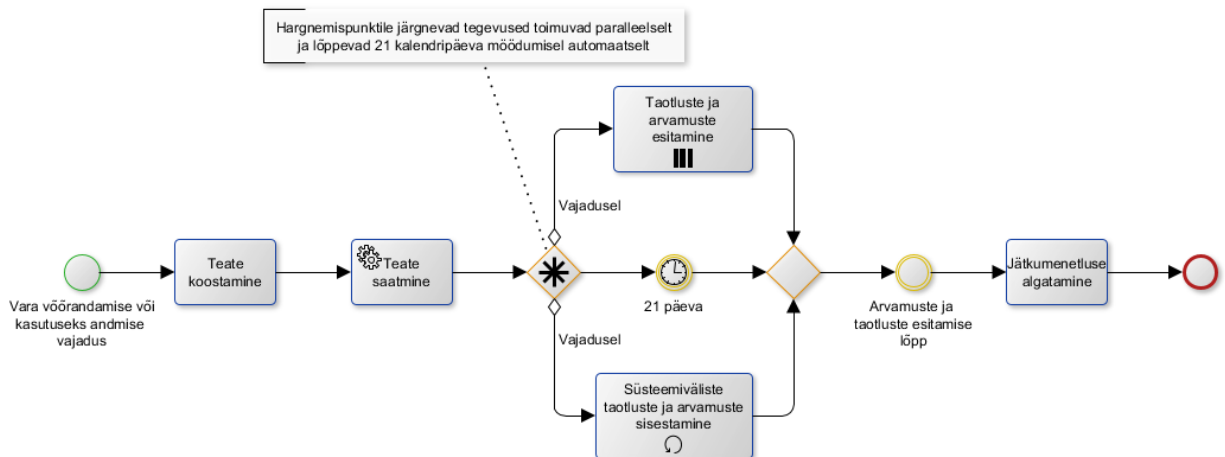 Hargnemispunktile järgnevad tegevused toimuvad paralleelselt
ja lõppevad 21 kalendripäeva möödumisel automaatselt
Taotluste ja
arvamuste
esitamine
Vajadusel
Teate
koostamine
Teate
saatmine
Jätkumenetluse
algatamine
Vara võõrandamise või
kasutuseks andmise
vajadus
21 päeva
Arvamuste ja
taotluste esitamise
lõpp
Vajadusel
Süsteemiväliste
taotluste ja arvamuste
sisestamine